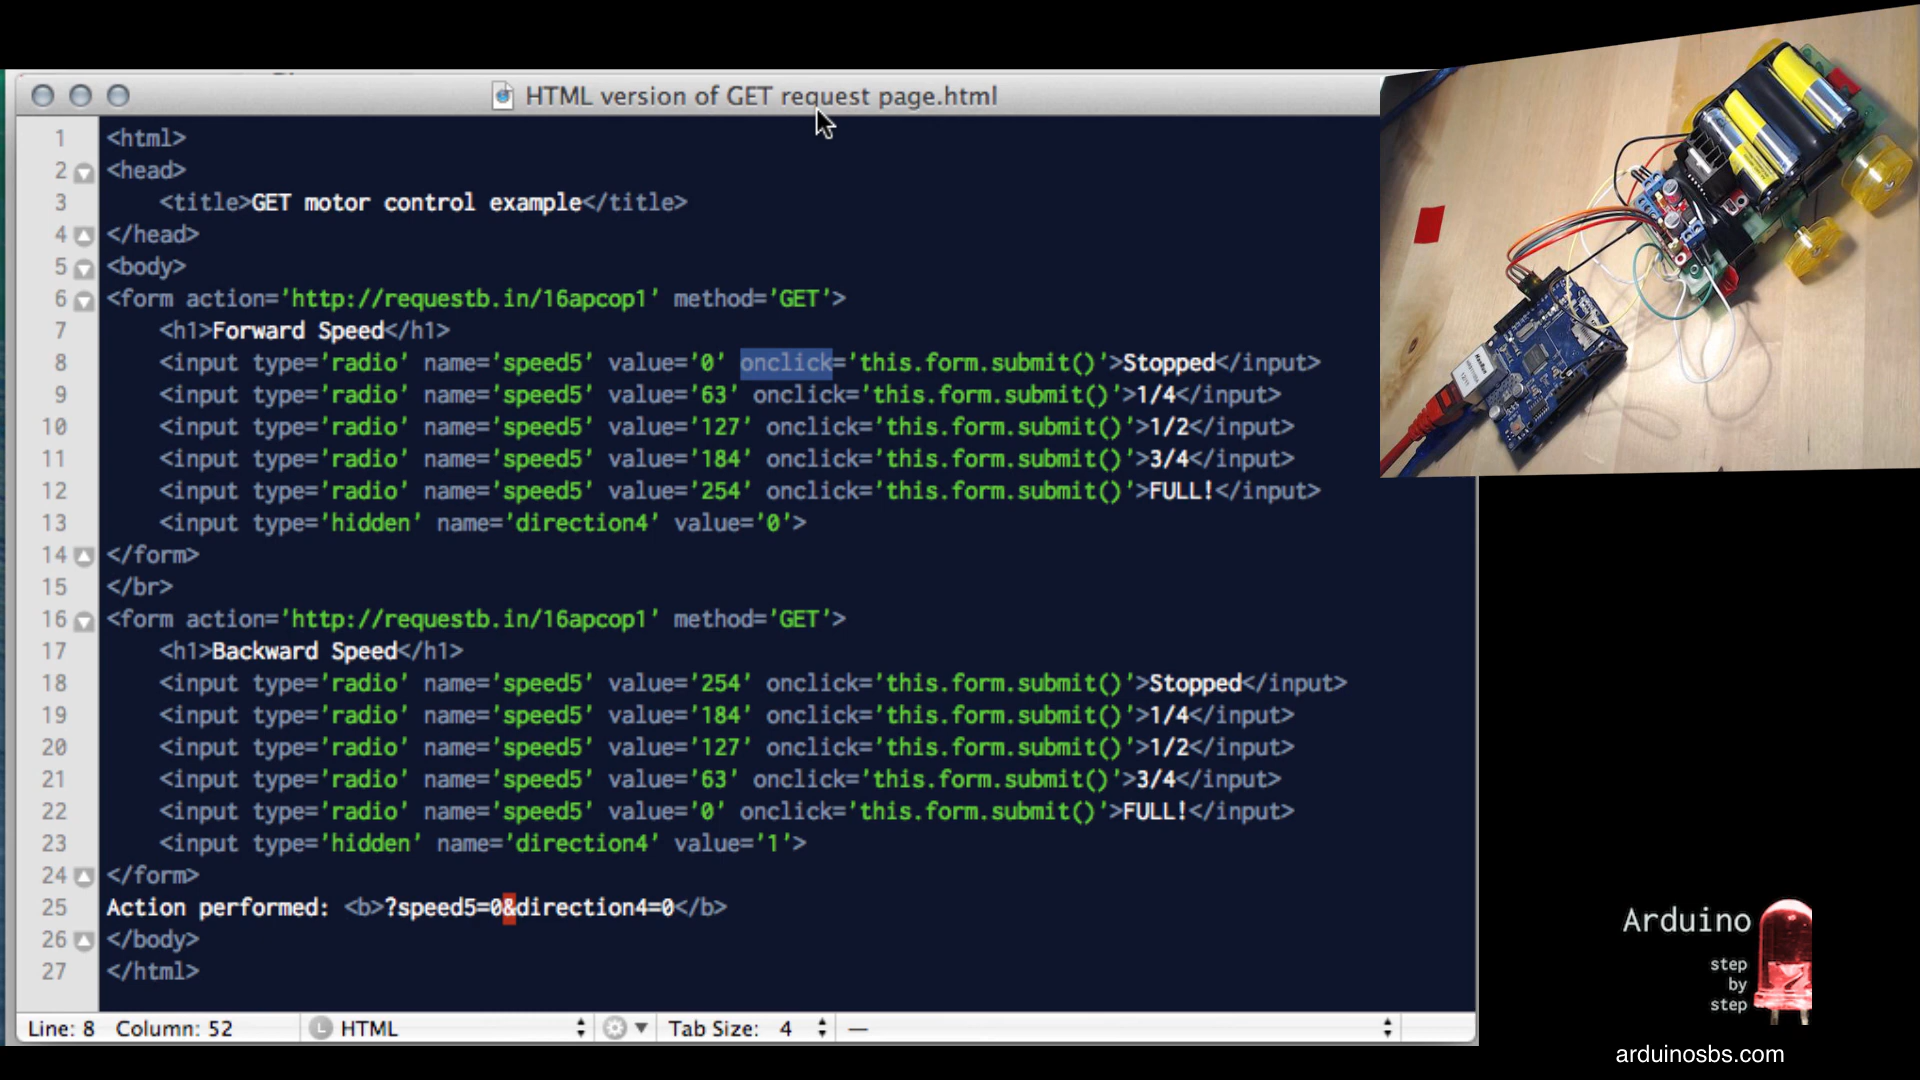 HTML version of GET request page.html
1 <html>
2 <head>
3 <title>GET motor control example</title>
4 </head>
5 <body>
6 <form action='http://requestb.in/16apcop1' method='GET'>
7 <h1>Forward Speed</h1>
8 <input type='radio' name='speed5' value='0' onclick='this.form.submit()'>Stopped</input>
9 <input type='radio' name='speed5' value='63' onclick='this.form.submit()'>1/4</input>
10 <input type='radio' name='speed5' value='127' onclick='this.form.submit()'>1/2</input>
11 <input type='radio' name='speed5' value='184' onclick='this.form.submit()'>3/4</input>
12 <input type='radio' name='speed5' value='254' onclick='this.form.submit()'>FULL!</input>
13 <input type='hidden' name='direction4' value='0'>
14 </form>
15 </br>
16 <form action='http://requestb.in/16apcop1' method='GET'>
17 <h1>Backward Speed</h1>
18 <input type='radio' name='speed5' value='254' onclick='this.form.submit()'>Stopped</input>
19 <input type='radio' name='speed5' value='184' onclick='this.form.submit()'>1/4</input>
20 <input type='radio' name='speed5' value='127' onclick='this.form.submit()'>1/2</input>
21 <input type='radio' name='speed5' value='63' onclick='this.form.submit()'>3/4</input>
22 <input type='radio' name='speed5' value='0' onclick='this.form.submit()'>FULL!</input>
23 <input type='hidden' name='direction4' value='1'>
24 </form>
25 Action performed: <b>?speed5=0&direction4=0</b>
26 </body>
27 </html>
Line: 8 Column: 52 L HTML Tab Size: 4 —
Arduino
step
by
step
arduinosbs.com